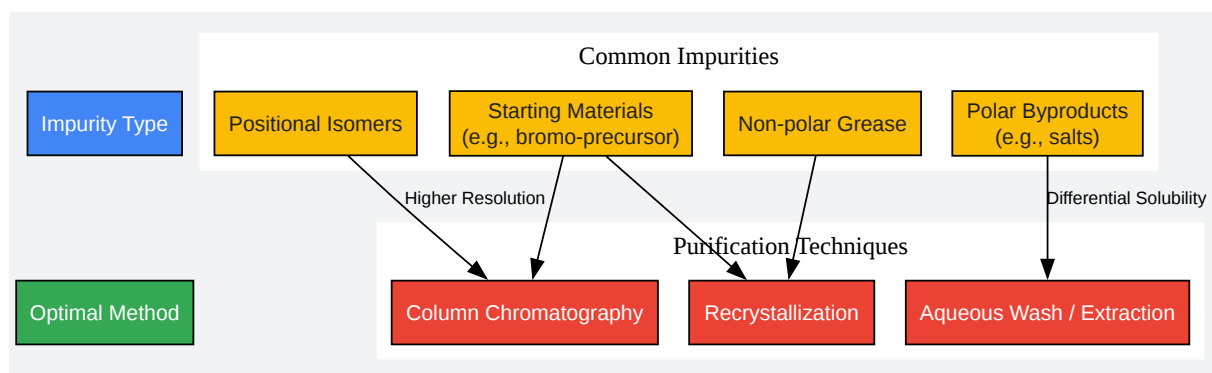 Common Impurities
Impurity Type
Positional Isomers
Starting Materials
(e.g., bromo-precursor)
Non-polar Grease
Polar Byproducts
(e.g., salts)
Higher Resolution
Differential Solubility
Purification Techniques
Optimal Method
Column Chromatography
Recrystallization
Aqueous Wash / Extraction